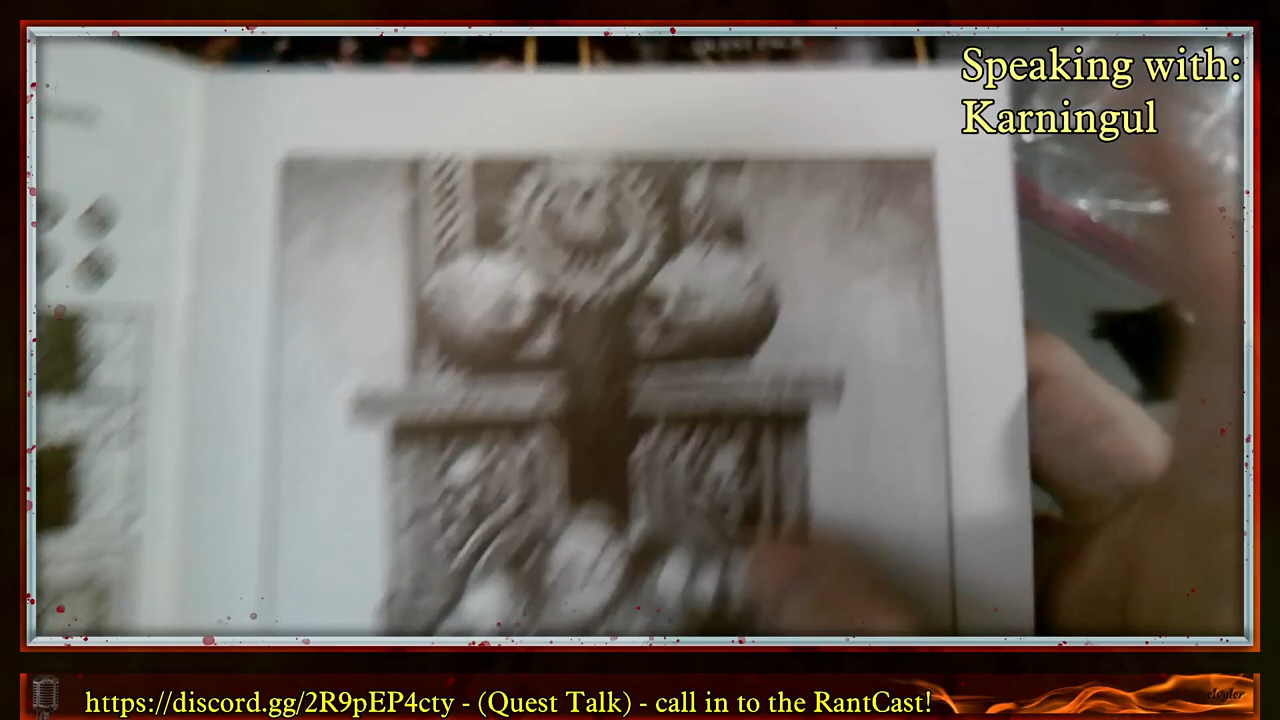 Speaking with:
Karningul
https://discord.gg/2R9pEP4cty - (Quest Talk) - call in to the RantCast!